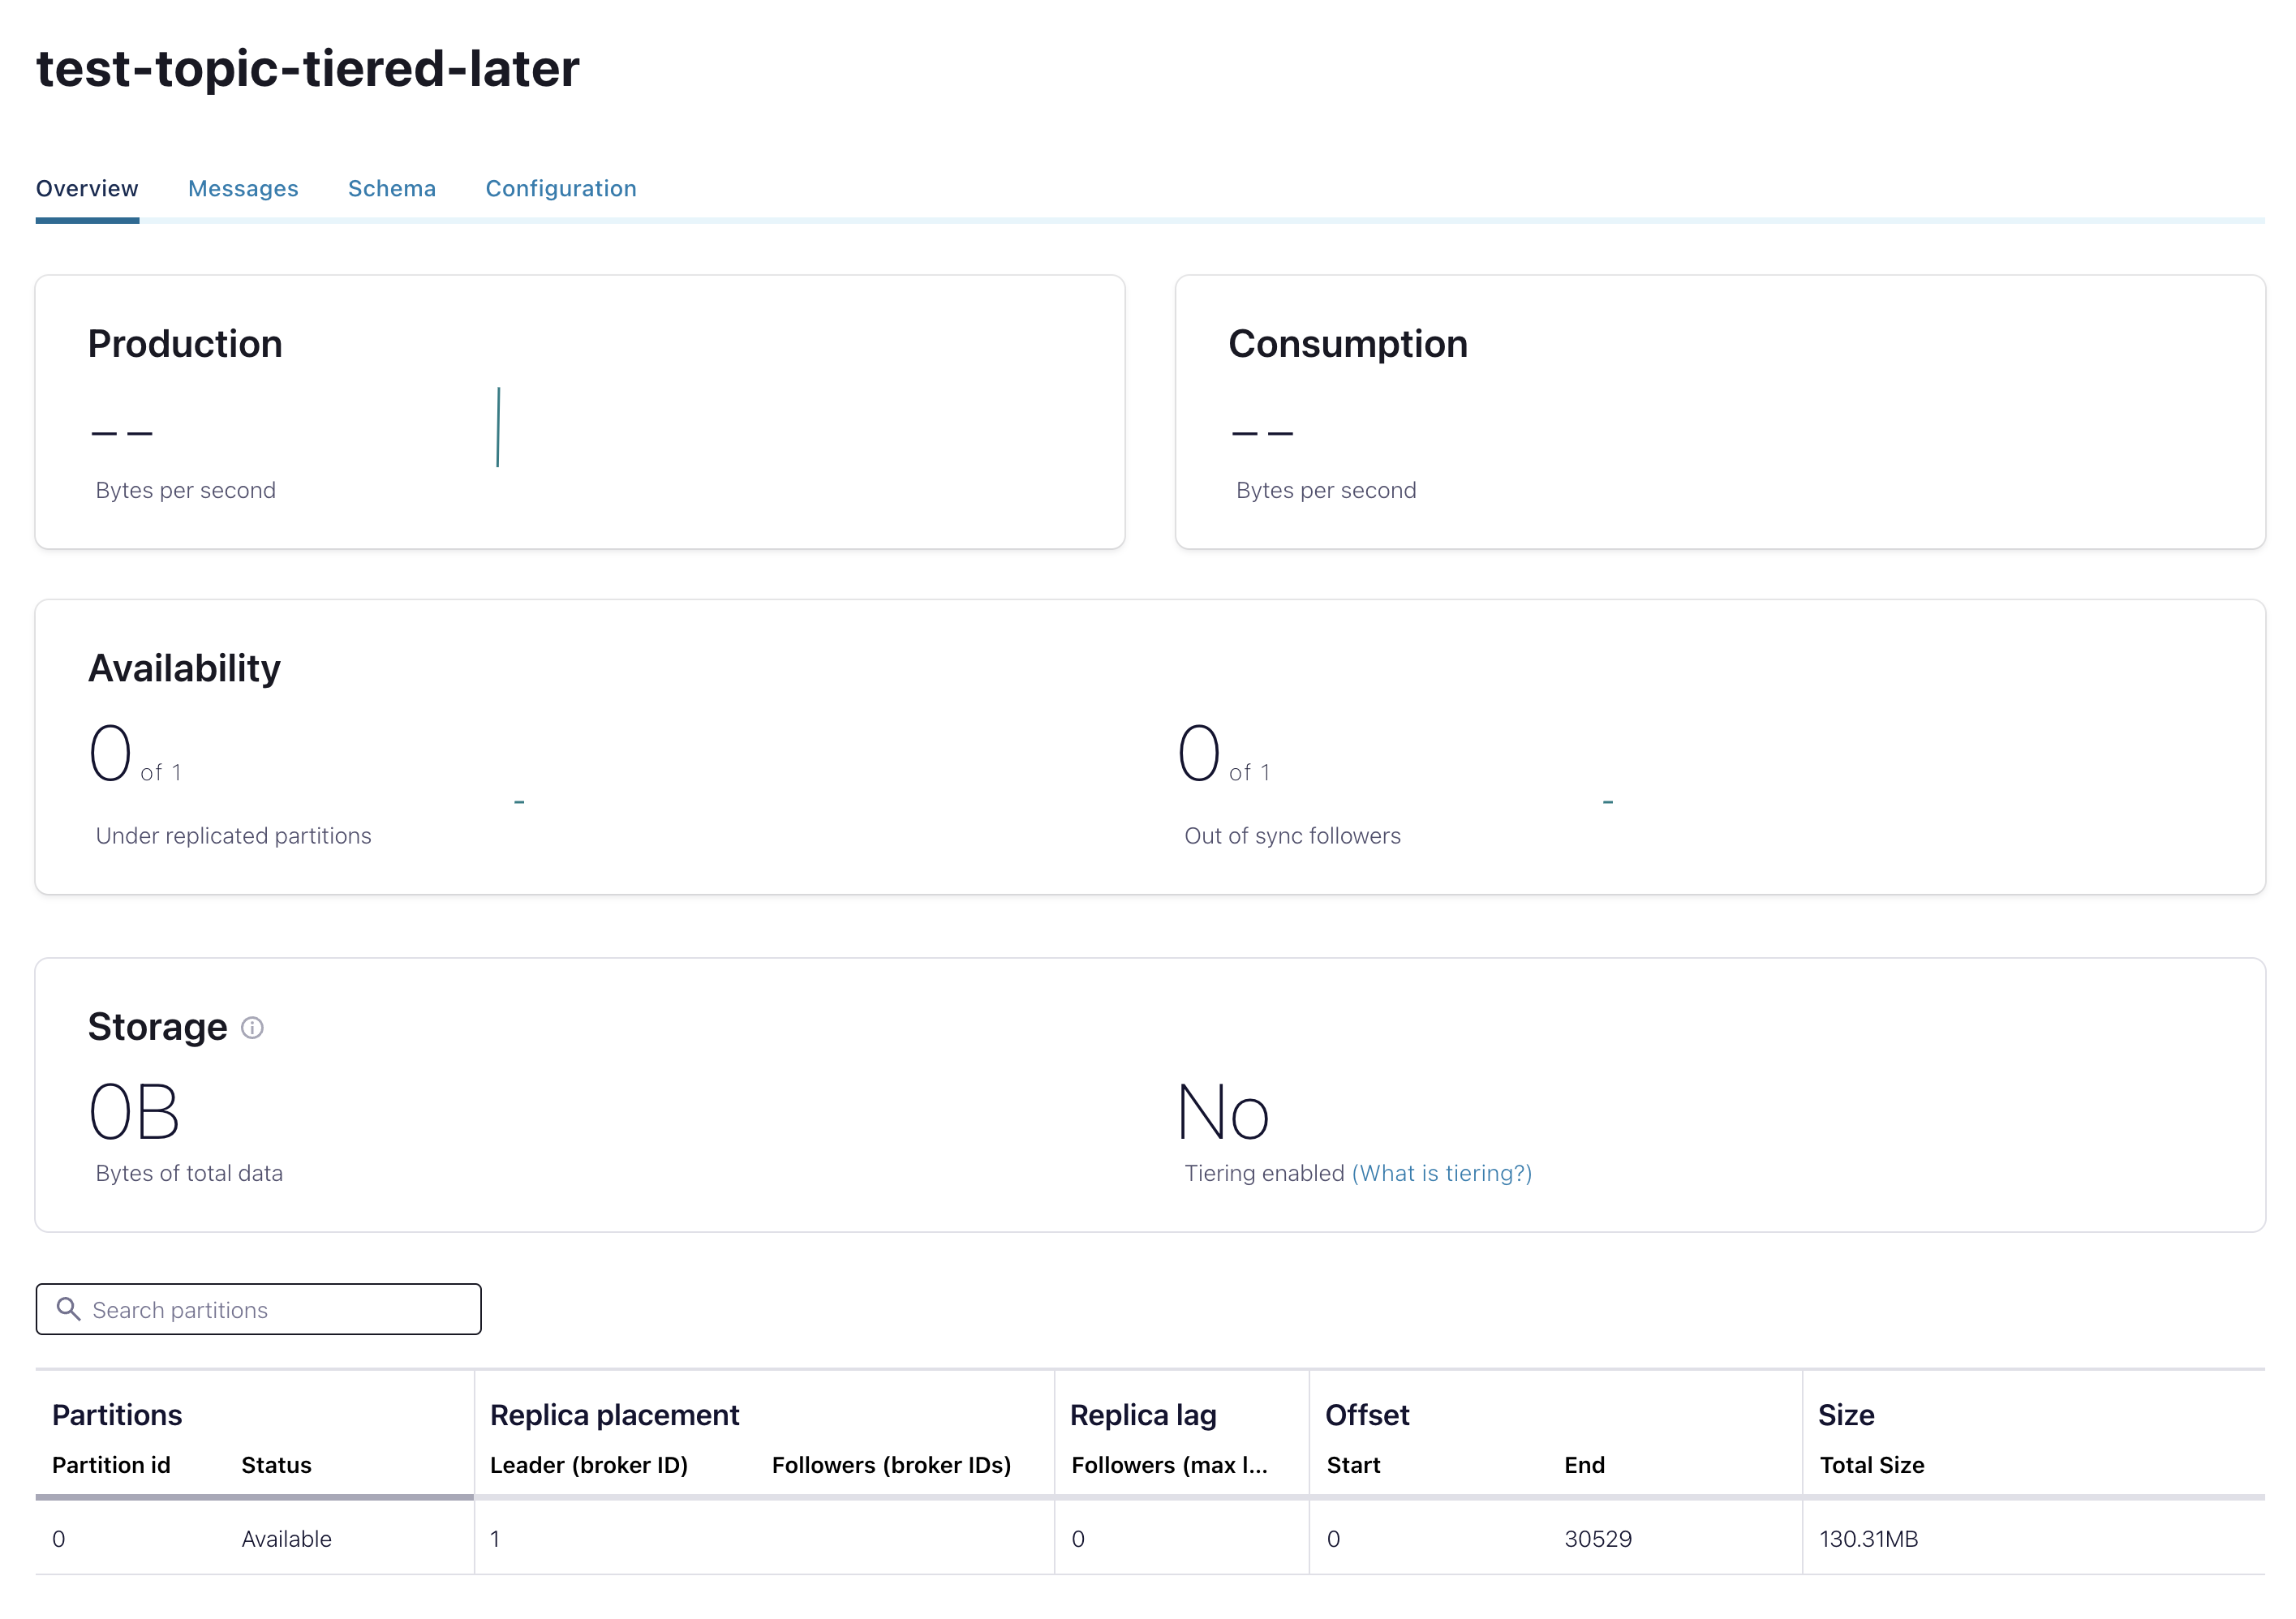 test-topic-tiered-later
Overview Messages Schema Configuration
Production
– –
Bytes per second
Consumption
– –
Bytes per second
Availability
0 of 1
Under replicated partitions
0 of 1
Out of sync followers
Storage
0B
Bytes of total data
No
Tiering enabled (What is tiering?)
Search partitions
Partitions Replica placement Replica lag Offset Size
Partition id Status Leader (broker ID) Followers (broker IDs) Followers (max l... Start End Total Size
0 Available 1 0 0 30529 130.31MB